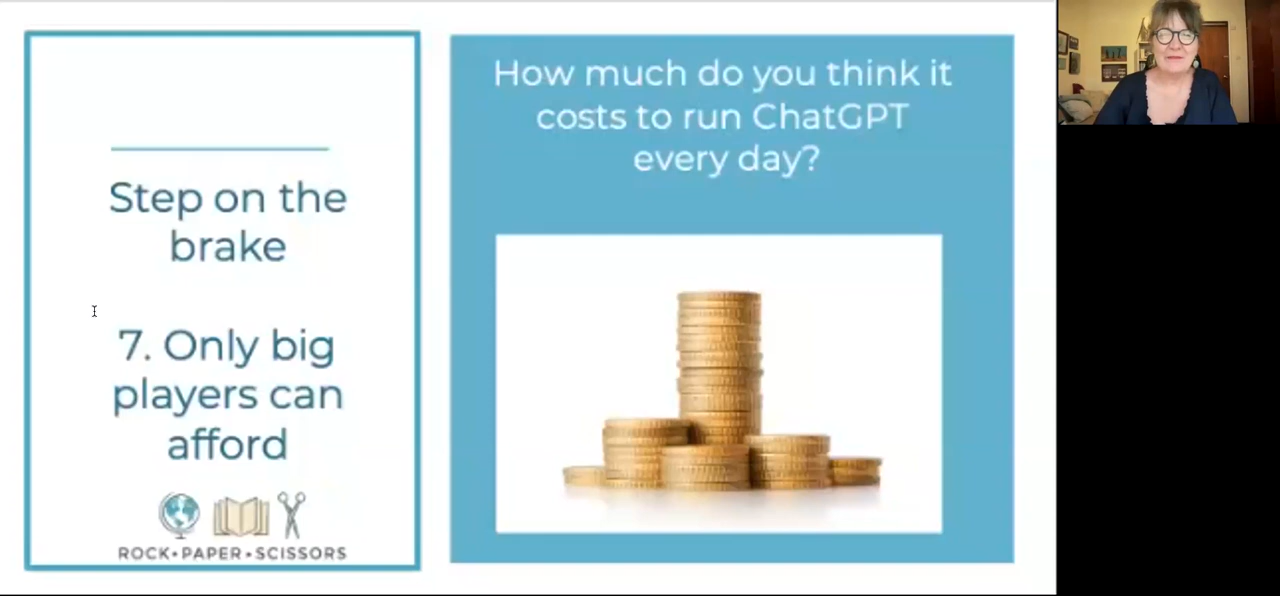 Step on the
brake
7. Only big
players can
afford
ROCK•PAPER•SCISSORS
How much do you think it
costs to run ChatGPT
every day?